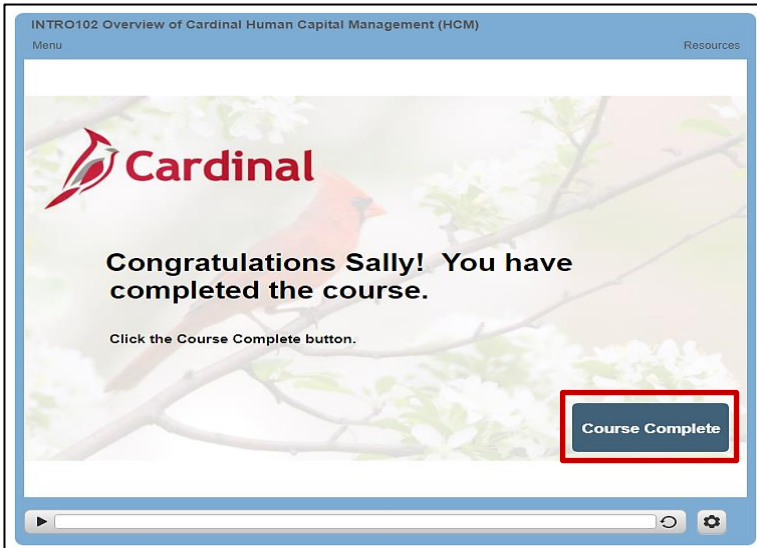 INTRO102 Overview of Cardinal Human Capital Management (HCM)
Menu
Resources
Cardinal
Congratulations Sally! You have
completed the course.
Click the Course Complete button.
Course Complete